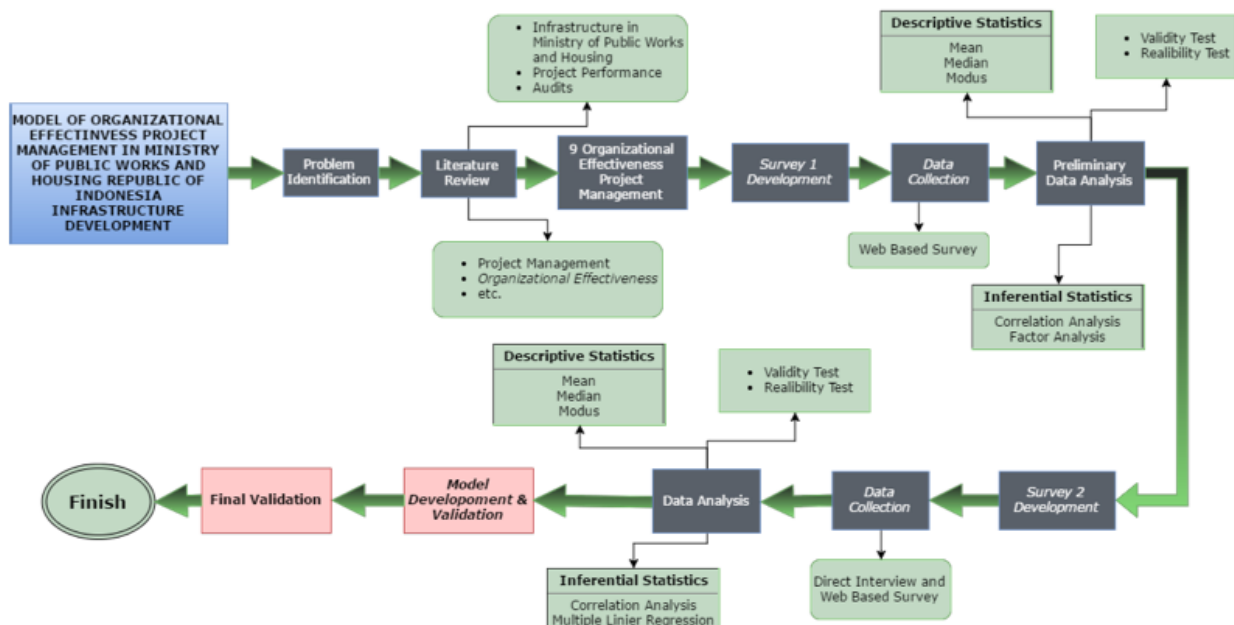 MODEL OF ORGANIZATIONAL
EFFECTINVESS PROJECT
MANAGEMENT IN MINISTRY
OF PUBLIC WORKS AND
HOUSING REPUBLIC OF
INDONESIA
INFRASTRUCTURE
DEVELOPMENT
Problem
Identification
Literature
Review
• Infrastructure in
Ministry of Public Works
and Housing
• Project Performance
• Audits
• Project Management
• Organizational Effectiveness
• etc.
9 Organizational
Effectiveness
Project
Management
Survey 1
Development
Data
Collection
Web Based Survey
Preliminary
Data Analysis
Descriptive Statistics
Mean
Median
Modus
• Validity Test
• Realibility Test
Inferential Statistics
Correlation Analysis
Factor Analysis
Survey 2
Development
Data
Collection
Direct Interview and
Web Based Survey
Data Analysis
Descriptive Statistics
Mean
Median
Modus
• Validity Test
• Realibility Test
Inferential Statistics
Correlation Analysis
Multiple Linier Regression
Model
Developoment &
Validation
Final Validation
Finish